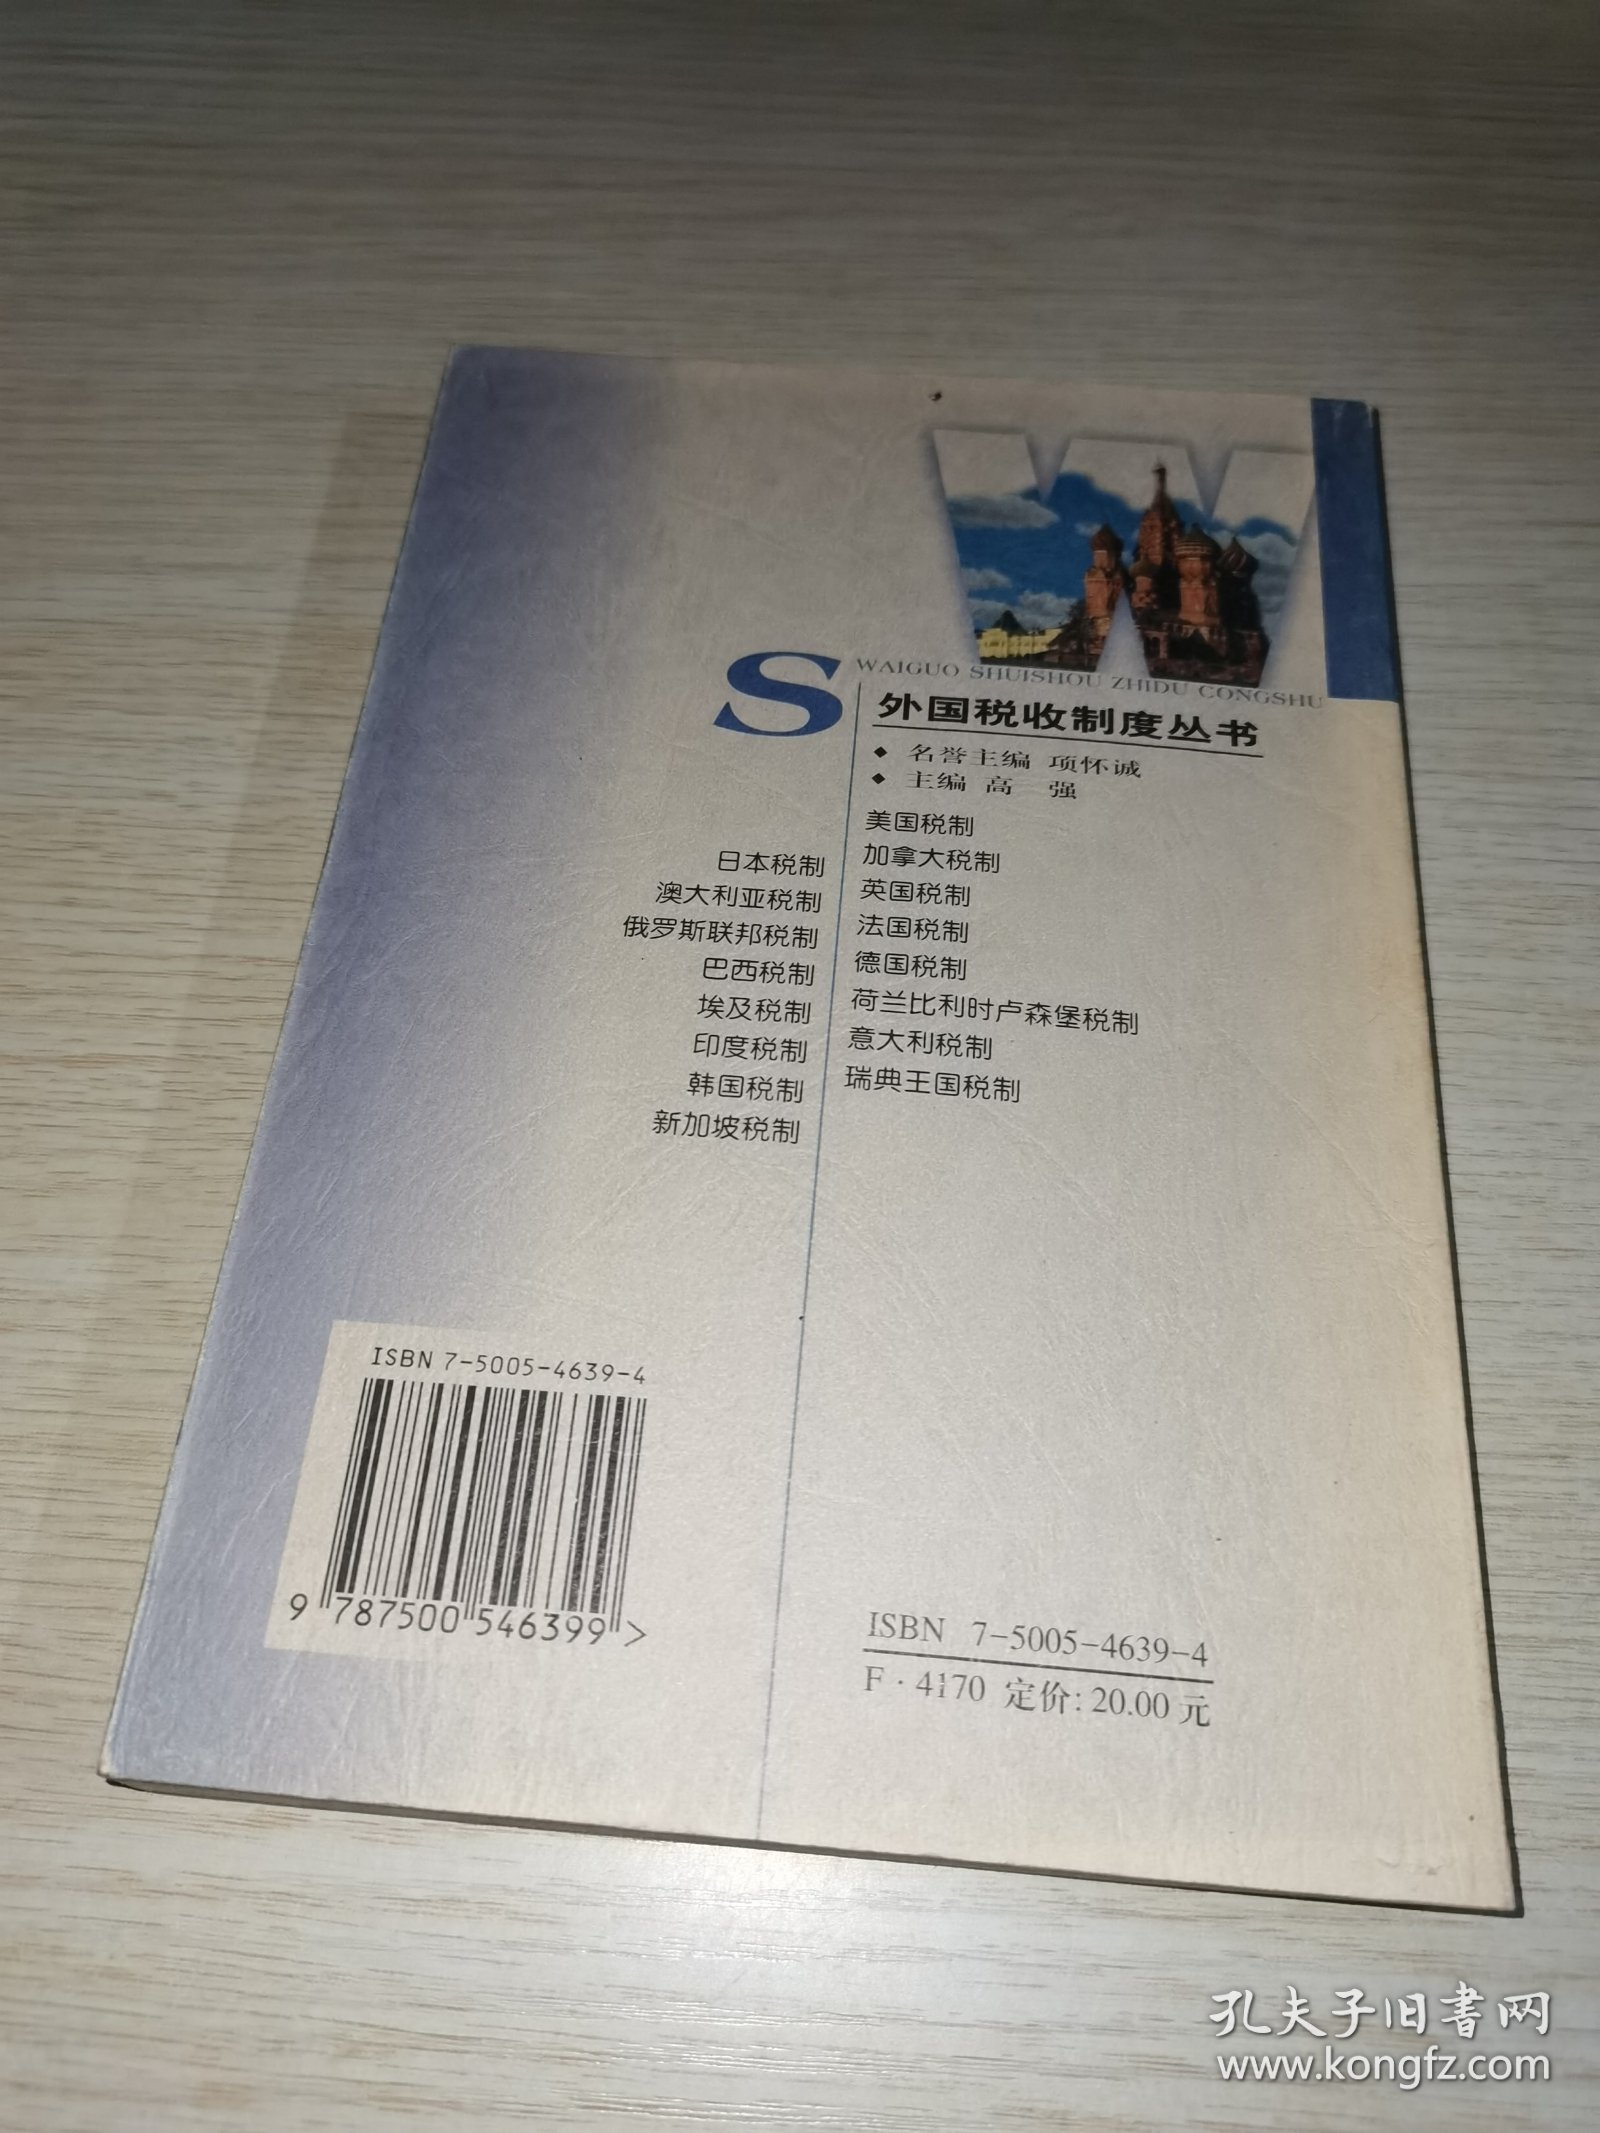 W
S
WAIGUO SHUISHOU ZHIDU CONGSHU
外国税收制度丛书
◆ 名誉主编 项怀诚
◆ 主编 高 强
美国税制
加拿大税制
英国税制
法国税制
德国税制
荷兰比利时卢森堡税制
意大利税制
瑞典王国税制
日本税制
澳大利亚税制
俄罗斯联邦税制
巴西税制
埃及税制
印度税制
韩国税制
新加坡税制
ISBN 7-5005-4639-4
9 787500 546399 >
ISBN 7-5005-4639-4
F · 4170 定价: 20.00 元
孔夫子旧书网
www.kongfz.com